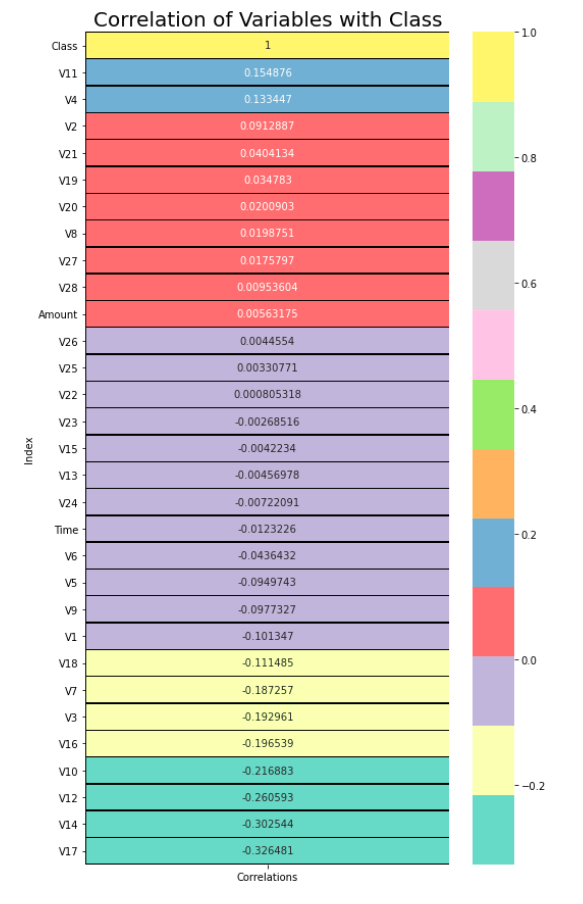 Correlation of Variables with Class
Class 1
V11 0.154876
V4 0.133447
V2 0.0912887
V21 0.0404134
V19 0.034783
V20 0.0200903
V8 0.0198751
V27 0.0175797
V28 0.00953604
Amount 0.00563175
V26 0.0044554
V25 0.00330771
V22 0.000805318
V23 -0.00268516
V15 -0.0042234
V13 -0.00456978
V24 -0.00722091
Time -0.0123226
V6 -0.0436432
V5 -0.0949743
V9 -0.0977327
V1 -0.101347
V18 -0.111485
V7 -0.187257
V3 -0.192961
V16 -0.196539
V10 -0.216883
V12 -0.260593
V14 -0.302544
V17 -0.326481
Index
Correlations
1.0
0.8
0.6
0.4
0.2
0.0
−0.2